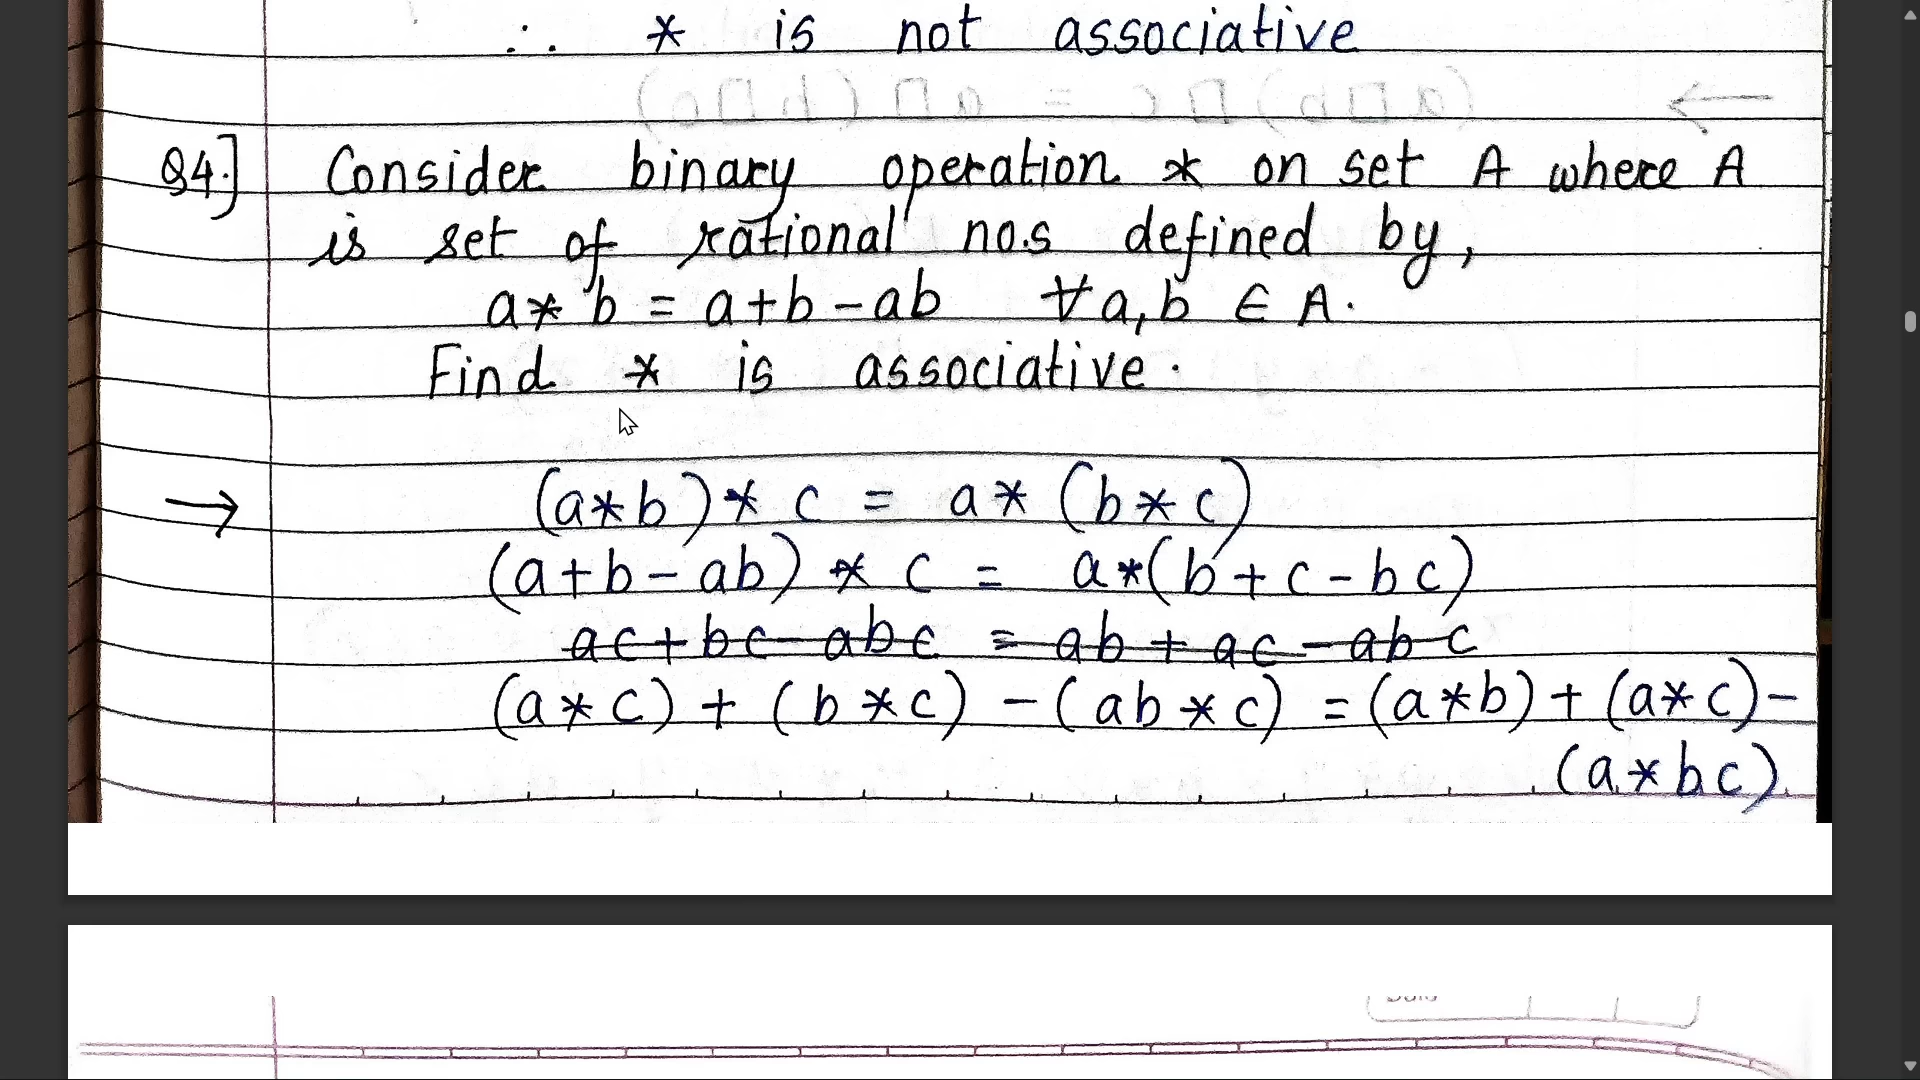 ∴ * is not associative
Q4.] Consider binary operation * on set A where A
is set of rational no.s defined by,
a * b = a+b-ab ∀a,b ∈ A.
Find * is associative.
→ (a*b)* c = a* (b*c)
(a+b-ab) * c = a*(b+c-bc)
ac+bc-abc = ab+ac-abc
(a*c) + (b*c) - (ab*c) = (a*b) + (a*c) -
(a*bc)